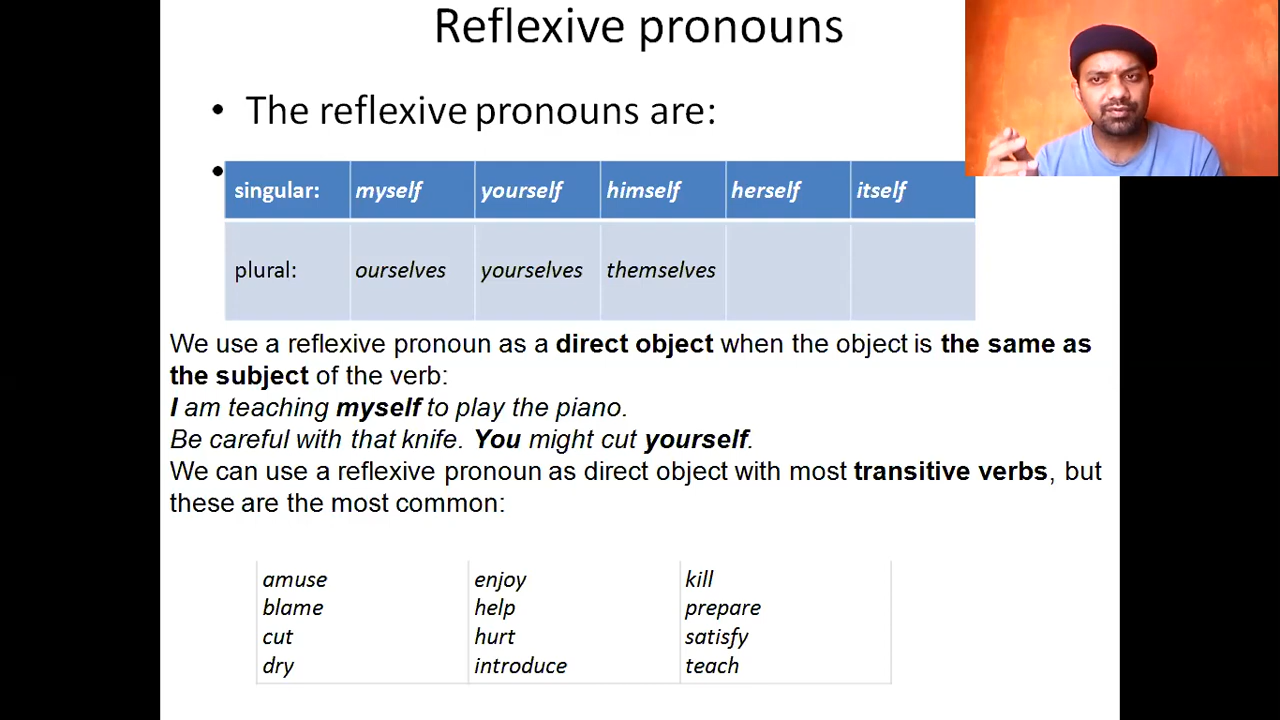 Reflexive pronouns
• The reflexive pronouns are:
•
singular: myself yourself himself herself itself
plural: ourselves yourselves themselves
We use a reflexive pronoun as a direct object when the object is the same as
the subject of the verb:
I am teaching myself to play the piano.
Be careful with that knife. You might cut yourself.
We can use a reflexive pronoun as direct object with most transitive verbs, but
these are the most common:
amuse enjoy kill
blame help prepare
cut hurt satisfy
dry introduce teach